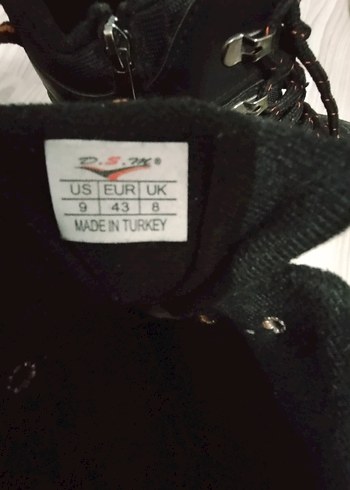 D.S.M®
US EUR UK
9 43 8
MADE IN TURKEY